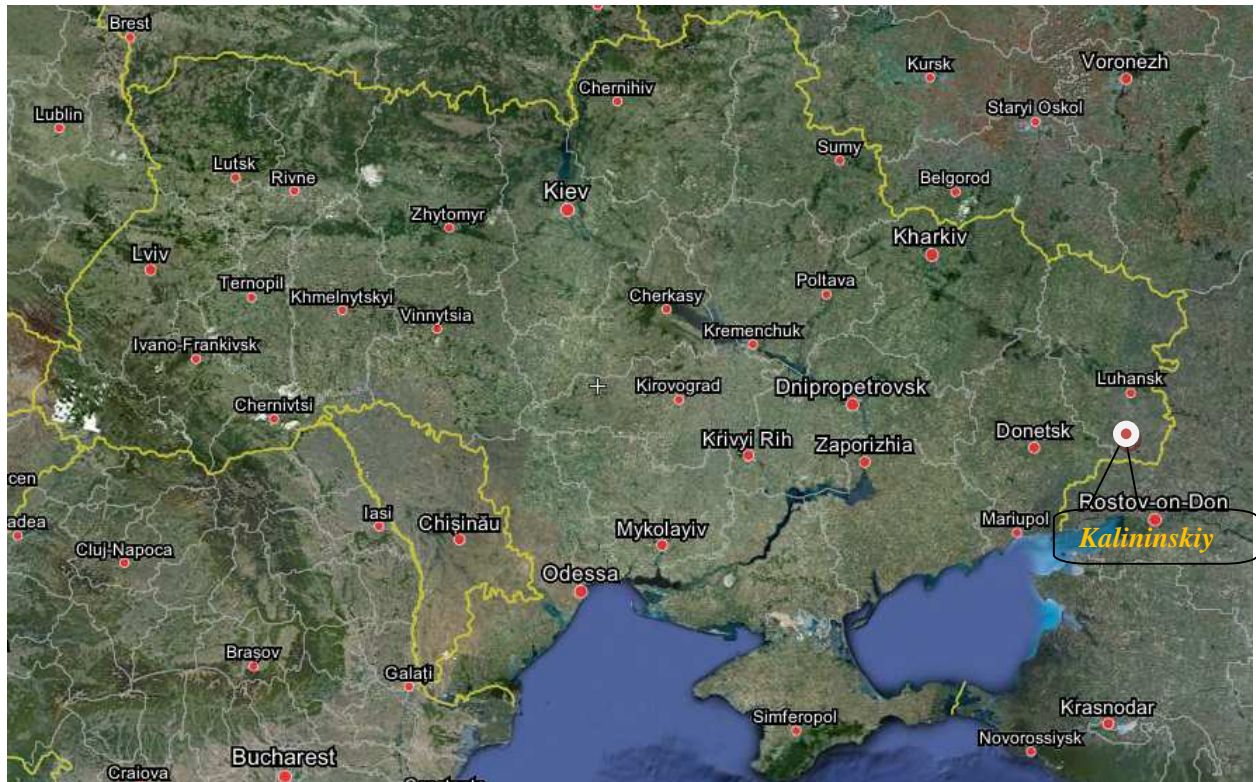 Brest
Kursk
Voronezh
Chernihiv
Lublin
Staryi Oskol
Sumy
Lutsk
Rivne
Belgorod
Kiev
Zhytomyr
Kharkiv
Lviv
Ternopil
Khmelnytskyi
Poltava
Cherkasy
Vinnytsia
Kremenchuk
Ivano-Frankivsk
Luhansk
Kirovograd
Dnipropetrovsk
Chernivtsi
Krivyi Rih
Donetsk
Zaporizhia
cen
Rostov-on-Don
Iasi
Chișinău
Mykolayiv
Mariupol
adea
Kalininskiy
Cluj-Napoca
Odessa
Brașov
Galați
Simferopol
Krasnodar
Novorossiysk
Bucharest
Craiova